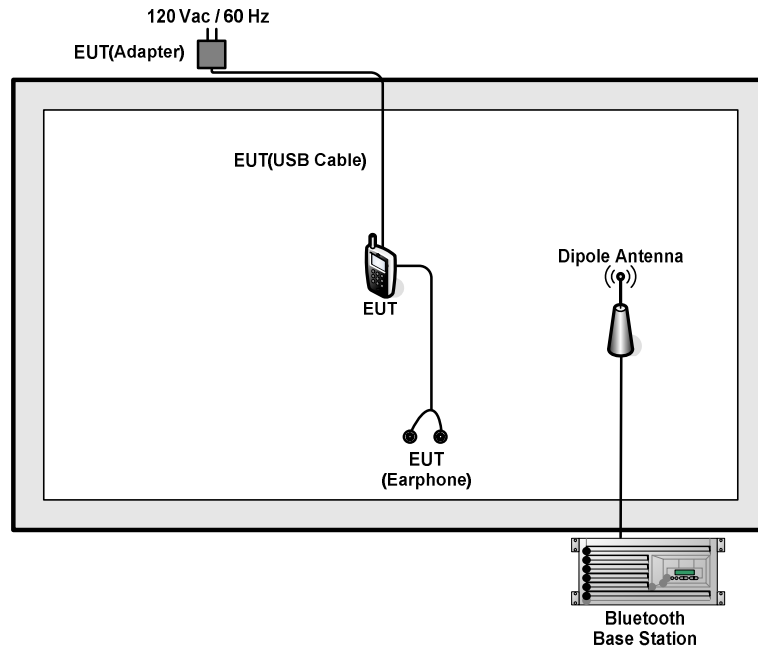 120 Vac / 60 Hz
EUT(Adapter)
EUT(USB Cable)
Dipole Antenna
EUT
EUT
(Earphone)
Bluetooth
Base Station